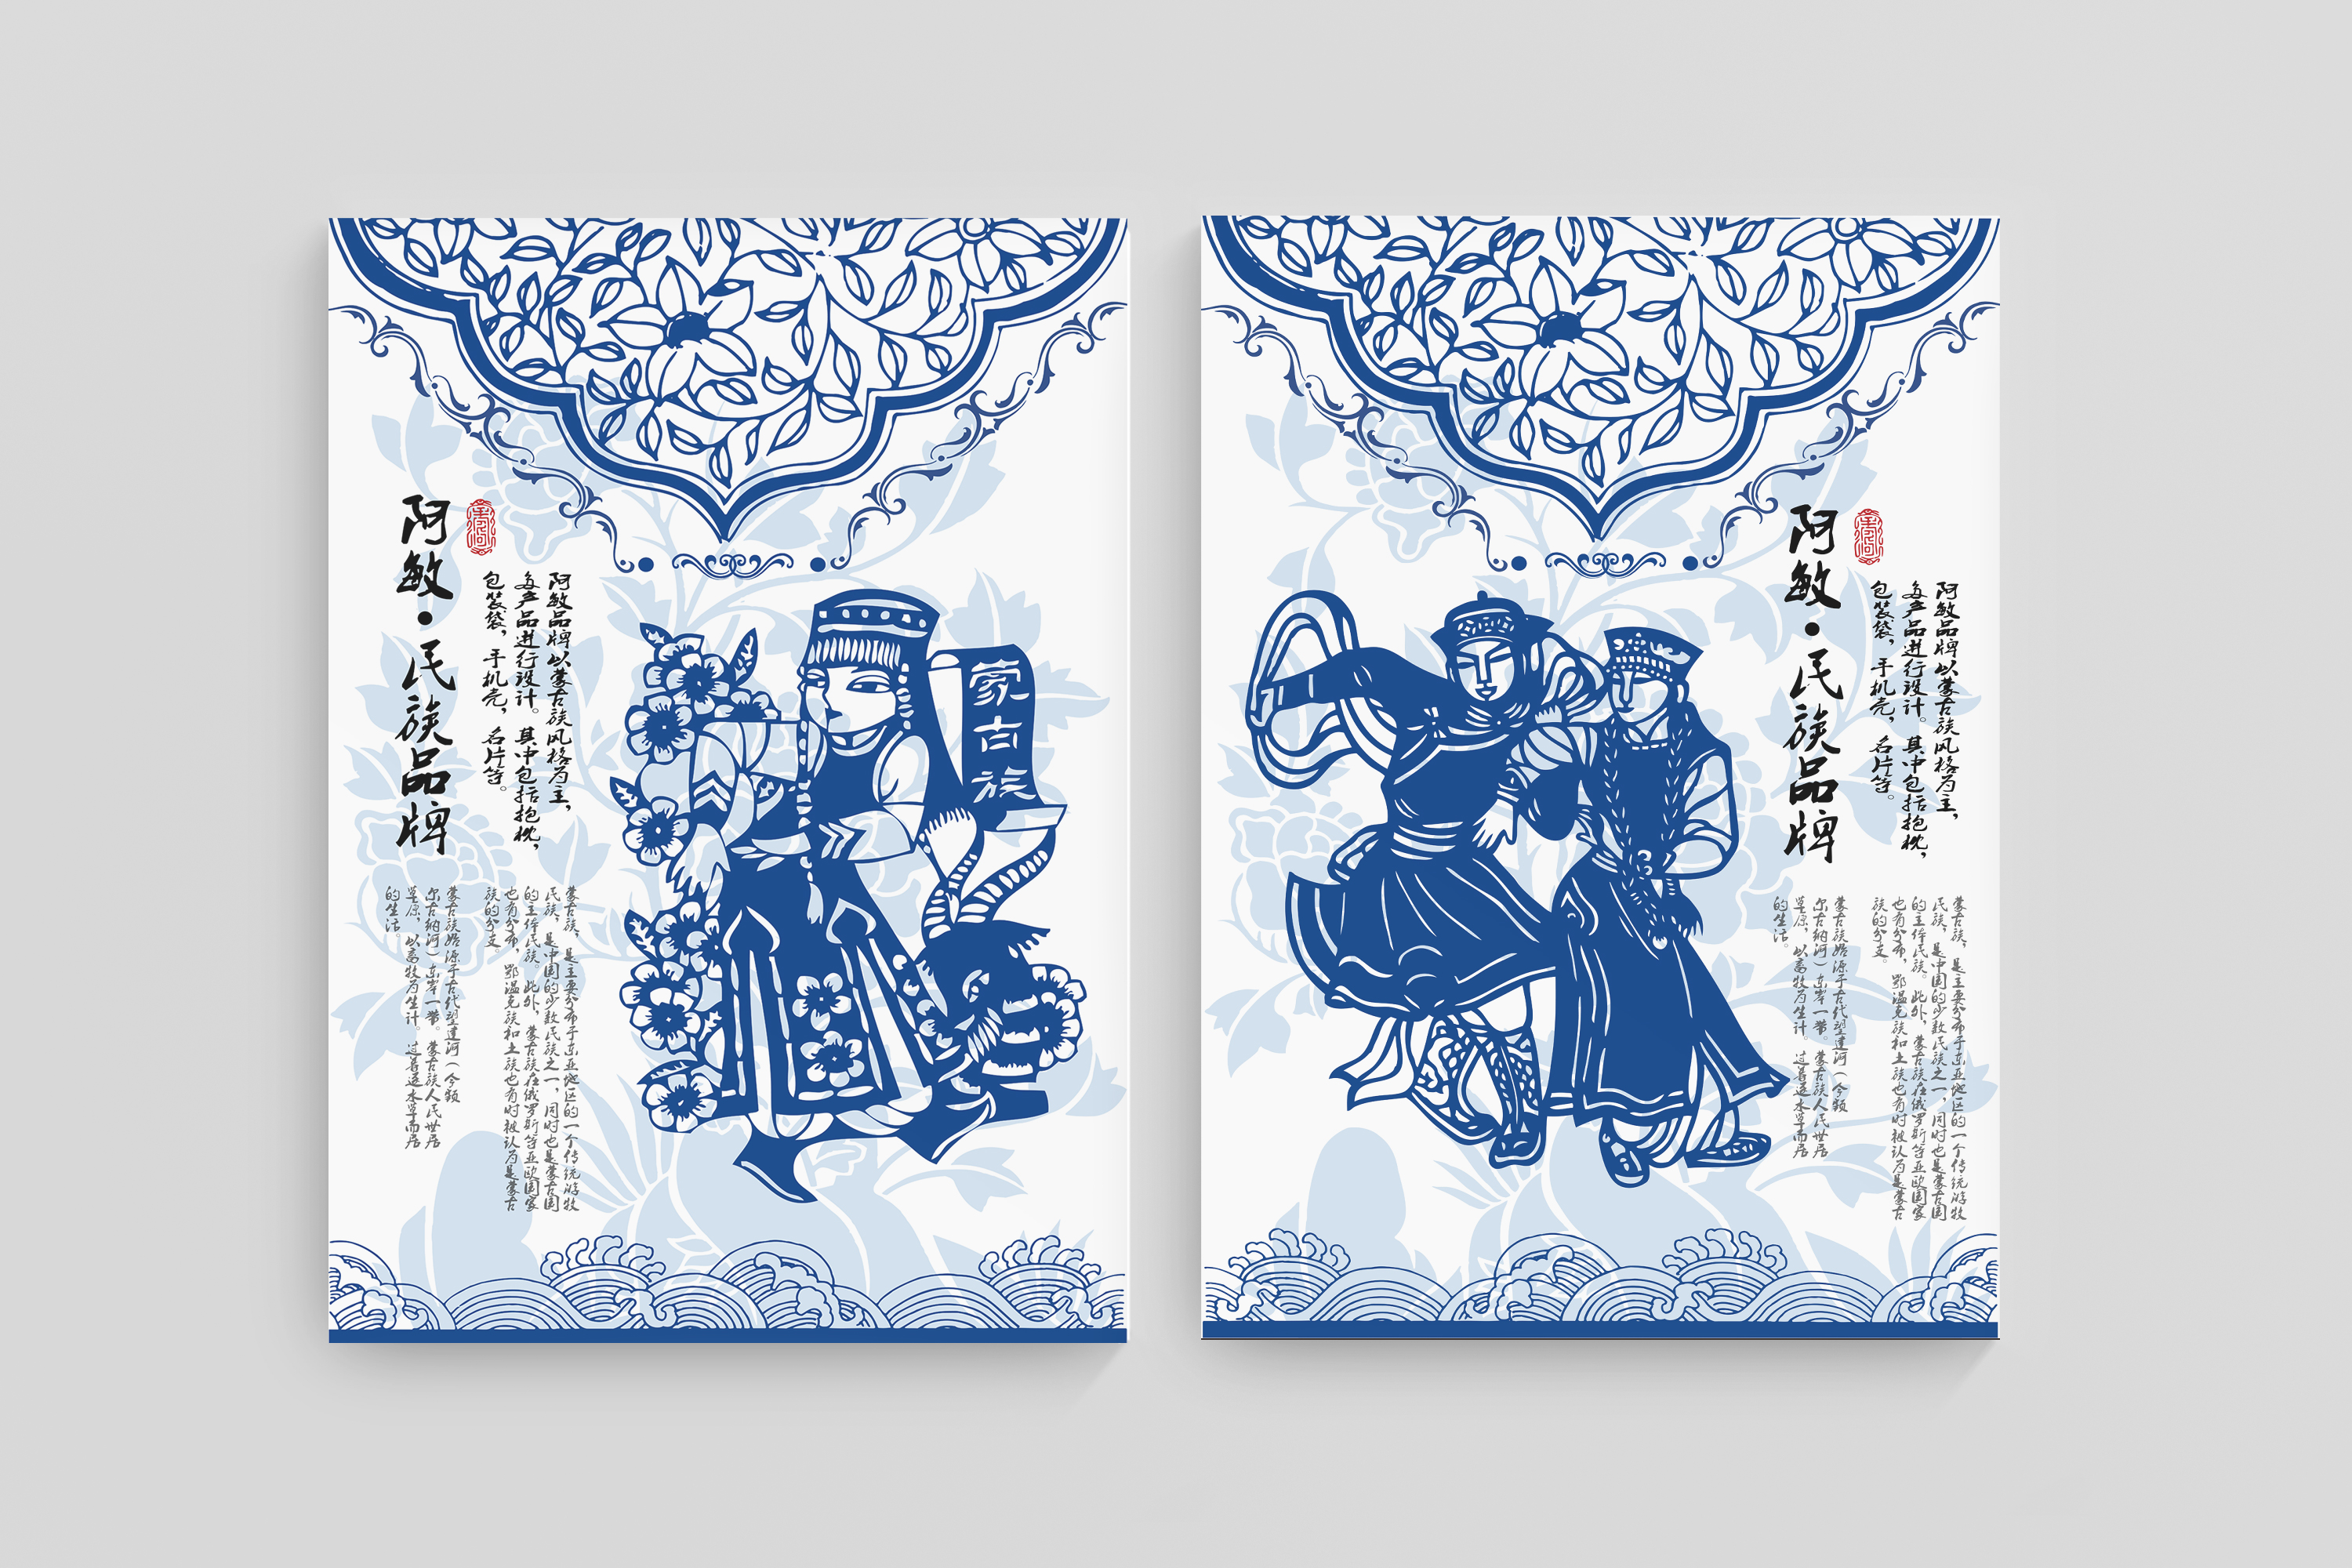 阿敏·民族品牌
阿敏品牌以蒙古族风格为主，
每产品进行设计。其中包括抱枕，
包装袋，手机壳，名片等。
蒙古族
蒙古族，是主要分布于东亚地区的一个传统游牧
民族，是中国的少数民族之一，同时也是蒙古国
的主体民族。此外，蒙古族在俄罗斯等亚欧国家
也有分布，鄂温克族和土族也有时被认为是蒙古
族的分支。
蒙古族始源于古代望建河（今额
尔古纳河）东岸一带。蒙古族人民世居
草原，以畜牧为生计。过着逐水草而居
的生活。
阿敏·民族品牌
阿敏品牌以蒙古族风格为主，
每产品进行设计。其中包括抱枕，
包装袋，手机壳，名片等。
蒙古族，是主要分布于东亚地区的一个传统游牧
民族，是中国的少数民族之一，同时也是蒙古国
的主体民族。此外，蒙古族在俄罗斯等亚欧国家
也有分布，鄂温克族和土族也有时被认为是蒙古
族的分支。
蒙古族始源于古代望建河（今额
尔古纳河）东岸一带。蒙古族人民世居
草原，以畜牧为生计。过着逐水草而居
的生活。